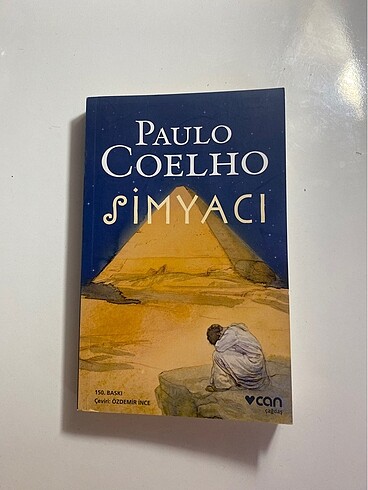 PAULO
COELHO
SİMYACI
150. BASKI
Çeviri: ÖZDEMİR İNCE
can
çağdaş